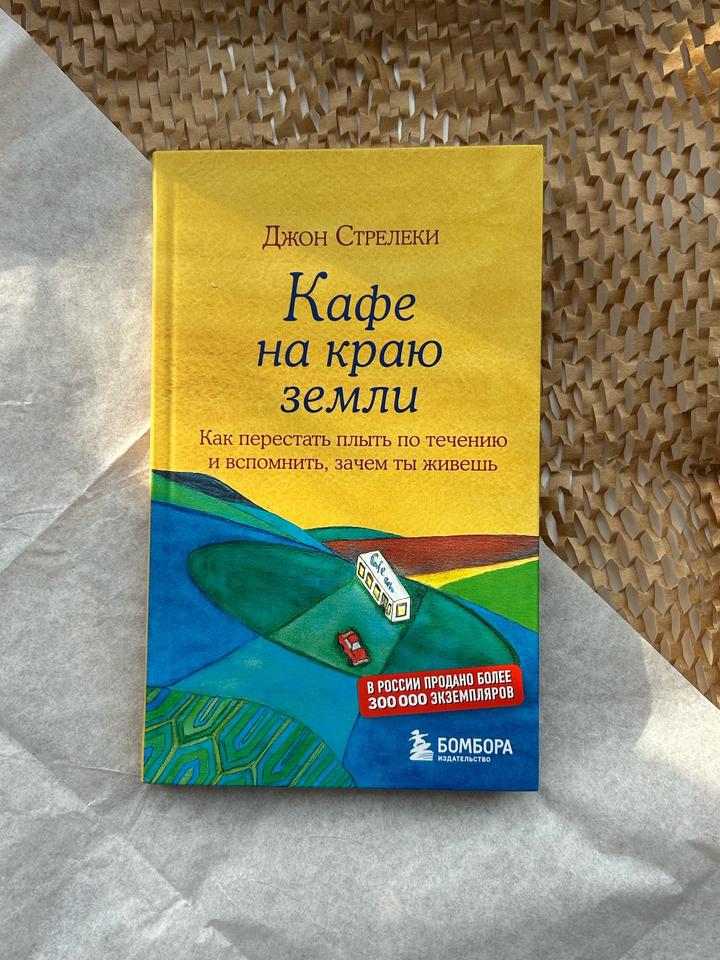 Джон Стрелеки
Кафе
на краю
земли
Как перестать плыть по течению
и вспомнить, зачем ты живешь
Cafe
В РОССИИ ПРОДАНО БОЛЕЕ
300 000 ЭКЗЕМПЛЯРОВ
БОМБОРА
ИЗДАТЕЛЬСТВО